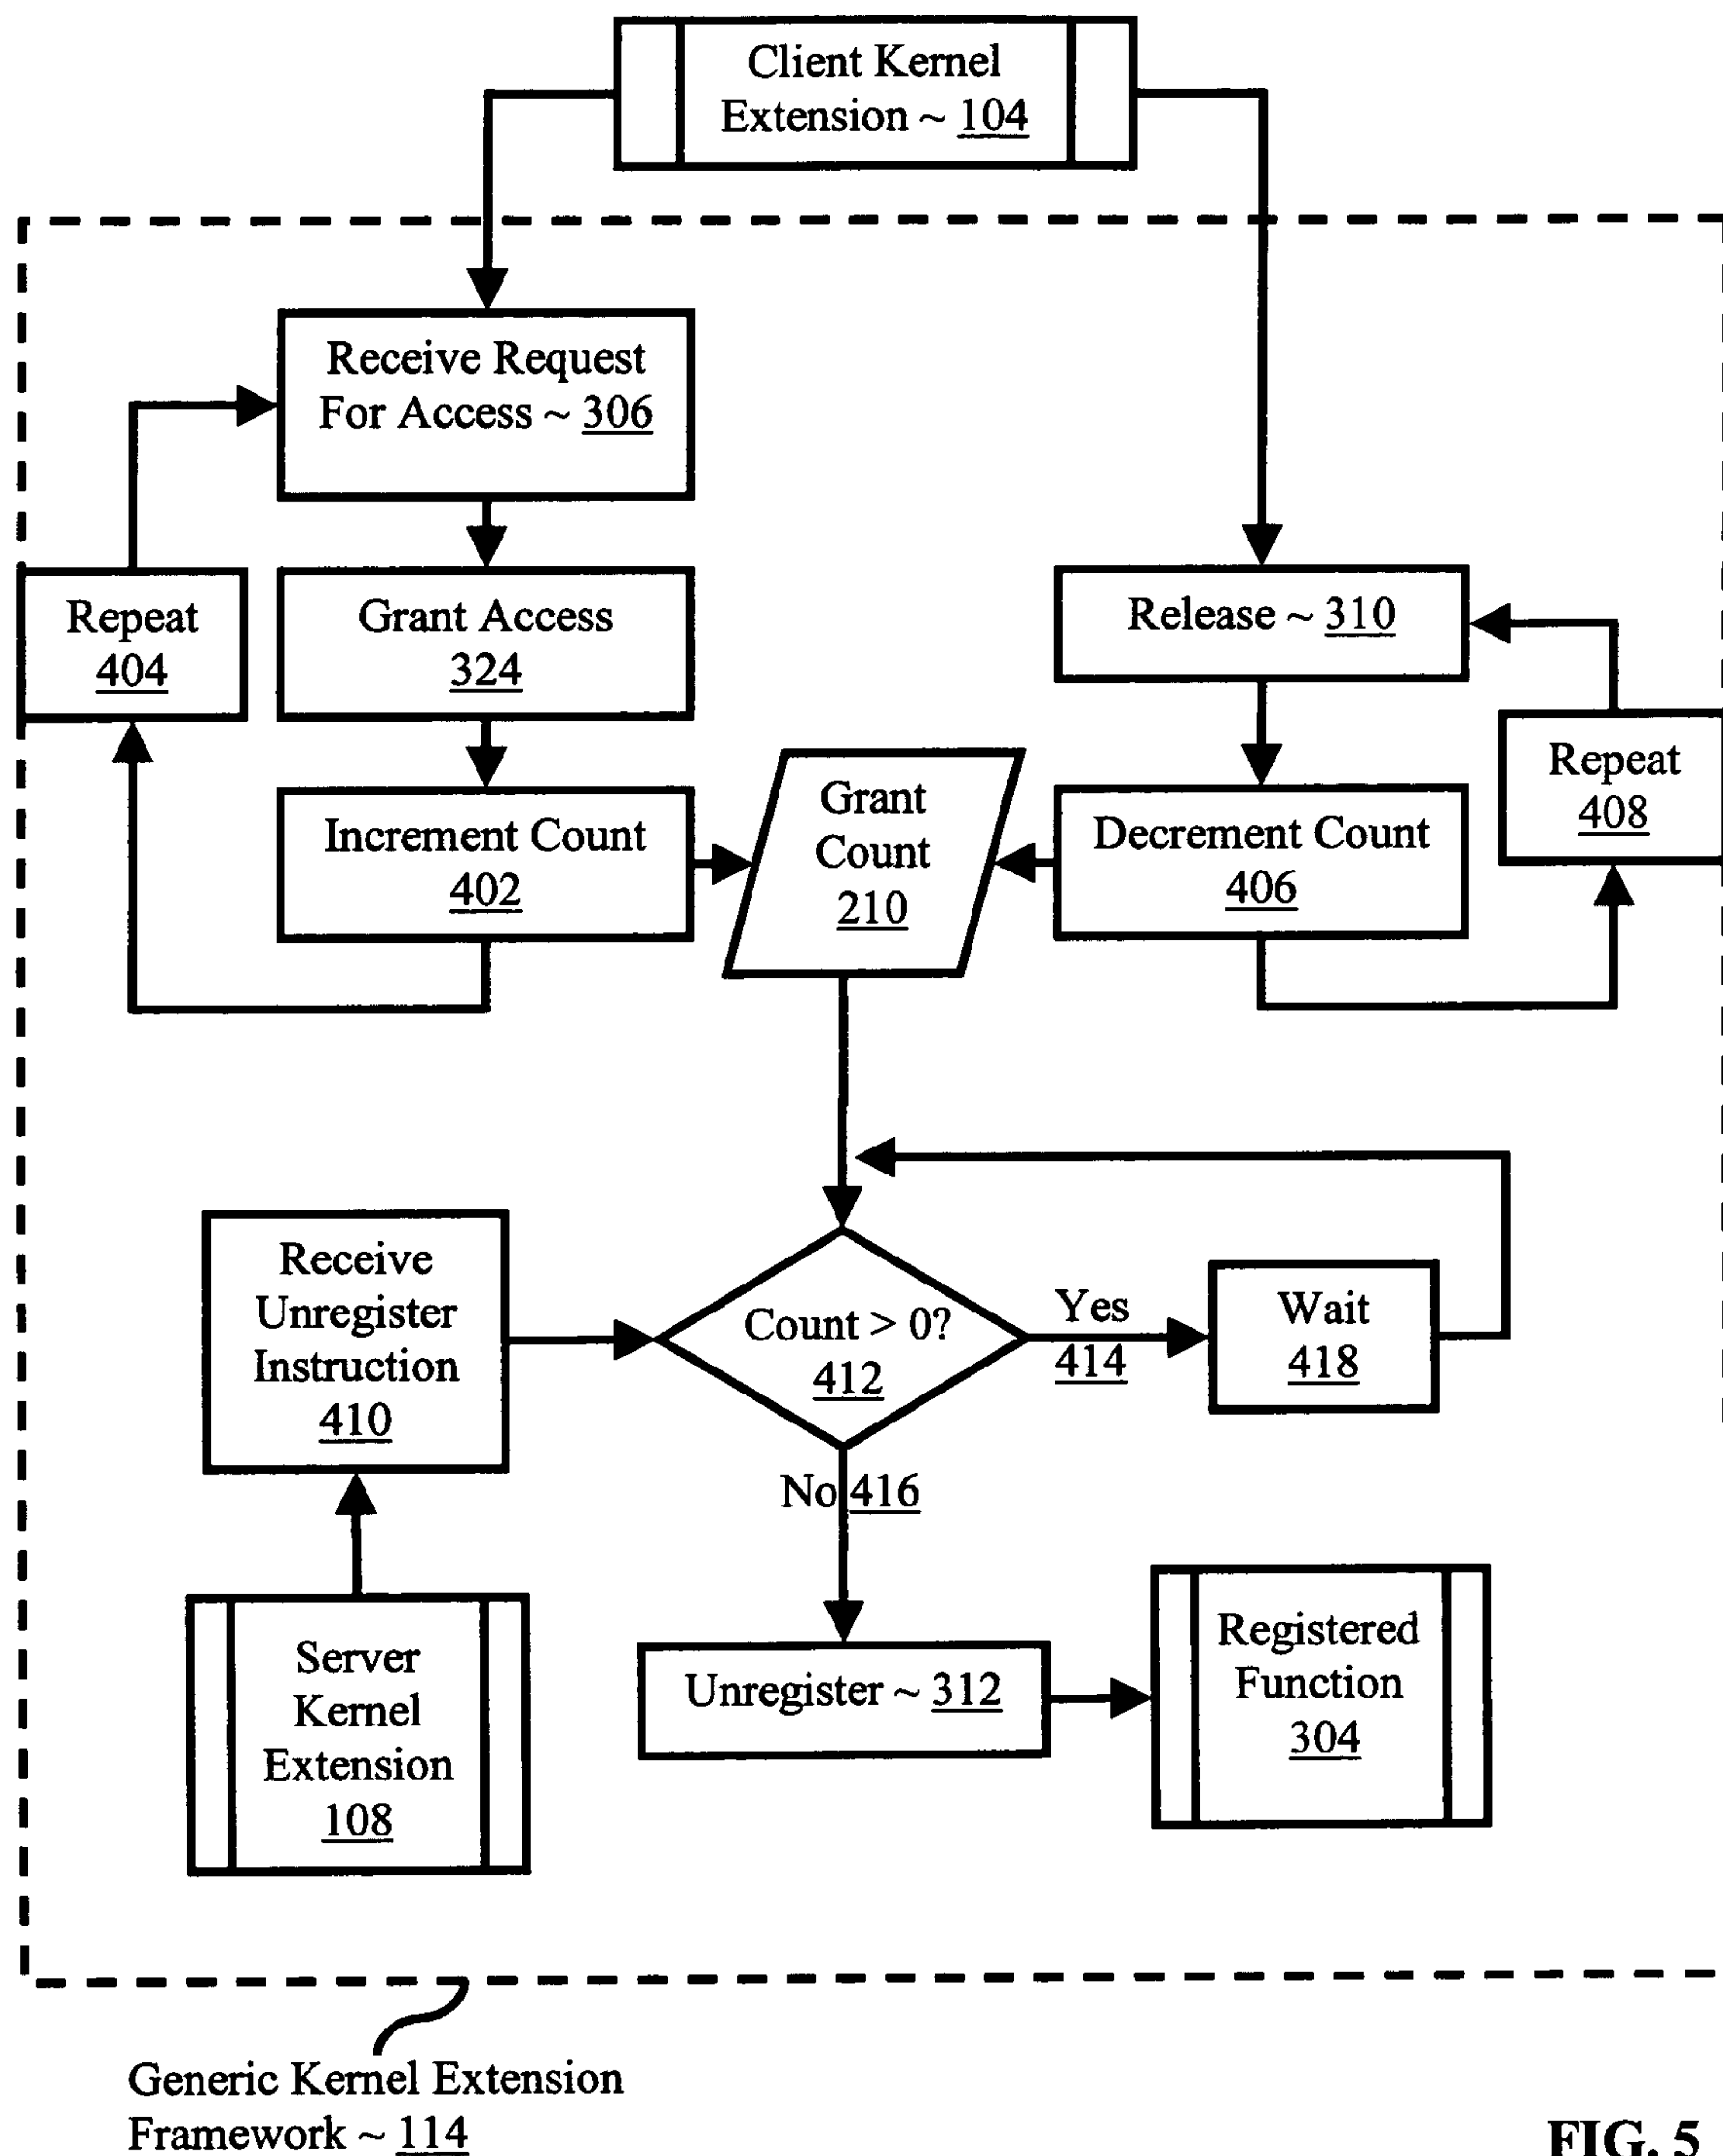 Client Kernel
Extension ~ 104
Receive Request
For Access ~ 306
Repeat
404
Grant Access
324
Release ~ 310
Increment Count
402
Grant
Count
210
Decrement Count
406
Repeat
408
Receive
Unregister
Instruction
410
Count > 0?
412
Yes
414
Wait
418
No 416
Server
Kernel
Extension
108
Unregister ~ 312
Registered
Function
304
Generic Kernel Extension
Framework ~ 114
FIG. 5